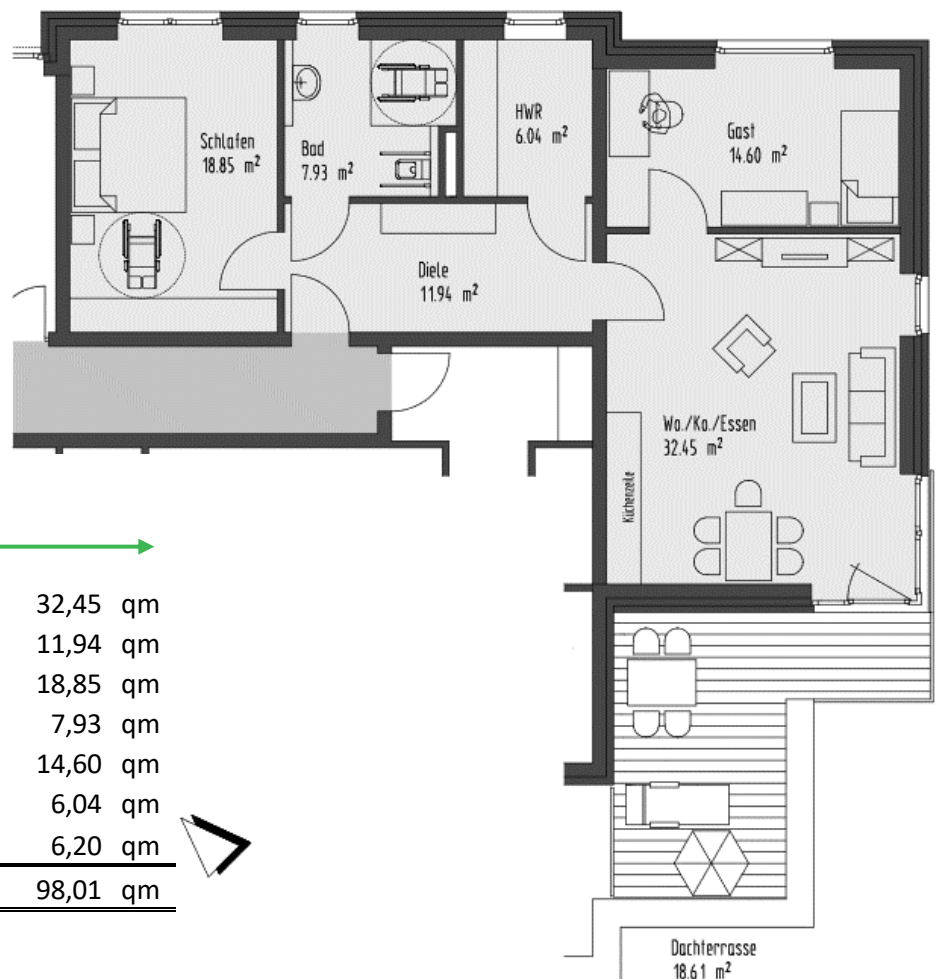 Schlafen
18.85 m²
Bad
7.93 m²
HWR
6.04 m²
Gast
14.60 m²
Diele
11.94 m²
Wo./Ko./Essen
32.45 m²
Küchenzeile
32,45 qm
11,94 qm
18,85 qm
7,93 qm
14,60 qm
6,04 qm
6,20 qm
98,01 qm
Dachterrasse
18.61 m²